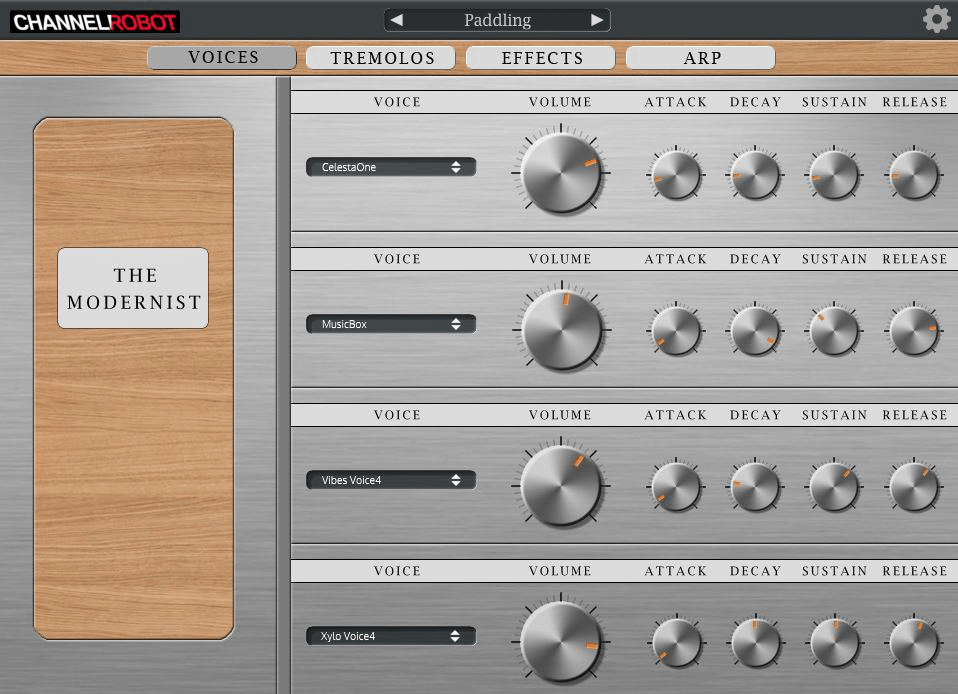 CHANNELROBOT
Paddling
VOICES TREMOLOS EFFECTS ARP
THE
MODERNIST
VOICE VOLUME ATTACK DECAY SUSTAIN RELEASE
CelestaOne
VOICE VOLUME ATTACK DECAY SUSTAIN RELEASE
MusicBox
VOICE VOLUME ATTACK DECAY SUSTAIN RELEASE
Vibes Voice4
VOICE VOLUME ATTACK DECAY SUSTAIN RELEASE
Xylo Voice4